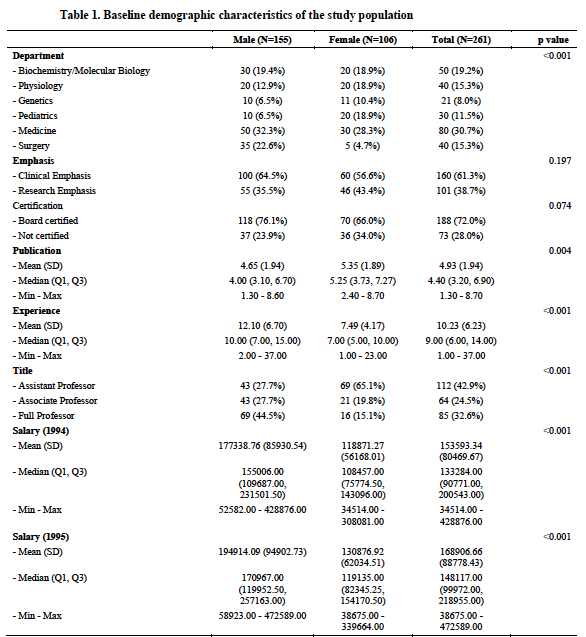 Table 1. Baseline demographic characteristics of the study population
Male (N=155) Female (N=106) Total (N=261) p value
Department <0.001
- Biochemistry/Molecular Biology 30 (19.4%) 20 (18.9%) 50 (19.2%)
- Physiology 20 (12.9%) 20 (18.9%) 40 (15.3%)
- Genetics 10 (6.5%) 11 (10.4%) 21 (8.0%)
- Pediatrics 10 (6.5%) 20 (18.9%) 30 (11.5%)
- Medicine 50 (32.3%) 30 (28.3%) 80 (30.7%)
- Surgery 35 (22.6%) 5 (4.7%) 40 (15.3%)
Emphasis 0.197
- Clinical Emphasis 100 (64.5%) 60 (56.6%) 160 (61.3%)
- Research Emphasis 55 (35.5%) 46 (43.4%) 101 (38.7%)
Certification 0.074
- Board certified 118 (76.1%) 70 (66.0%) 188 (72.0%)
- Not certified 37 (23.9%) 36 (34.0%) 73 (28.0%)
Publication 0.004
- Mean (SD) 4.65 (1.94) 5.35 (1.89) 4.93 (1.94)
- Median (Q1, Q3) 4.00 (3.10, 6.70) 5.25 (3.73, 7.27) 4.40 (3.20, 6.90)
- Min - Max 1.30 - 8.60 2.40 - 8.70 1.30 - 8.70
Experience <0.001
- Mean (SD) 12.10 (6.70) 7.49 (4.17) 10.23 (6.23)
- Median (Q1, Q3) 10.00 (7.00, 15.00) 7.00 (5.00, 10.00) 9.00 (6.00, 14.00)
- Min - Max 2.00 - 37.00 1.00 - 23.00 1.00 - 37.00
Title <0.001
- Assistant Professor 43 (27.7%) 69 (65.1%) 112 (42.9%)
- Associate Professor 43 (27.7%) 21 (19.8%) 64 (24.5%)
- Full Professor 69 (44.5%) 16 (15.1%) 85 (32.6%)
Salary (1994) <0.001
- Mean (SD) 177338.76 (85930.54) 118871.27 153593.34
(56168.01) (80469.67)
- Median (Q1, Q3) 155006.00 108457.00 133284.00
(109687.00, (75774.50, (90771.00,
231501.50) 143096.00) 200543.00)
- Min - Max 52582.00 - 428876.00 34514.00 - 34514.00 -
308081.00 428876.00
Salary (1995) <0.001
- Mean (SD) 194914.09 (94902.73) 130876.92 168906.66
(62034.51) (88778.43)
- Median (Q1, Q3) 170967.00 119135.00 148117.00
(119952.50, (82345.25, (99972.00,
257163.00) 154170.50) 218955.00)
- Min - Max 58923.00 - 472589.00 38675.00 - 38675.00 -
339664.00 472589.00